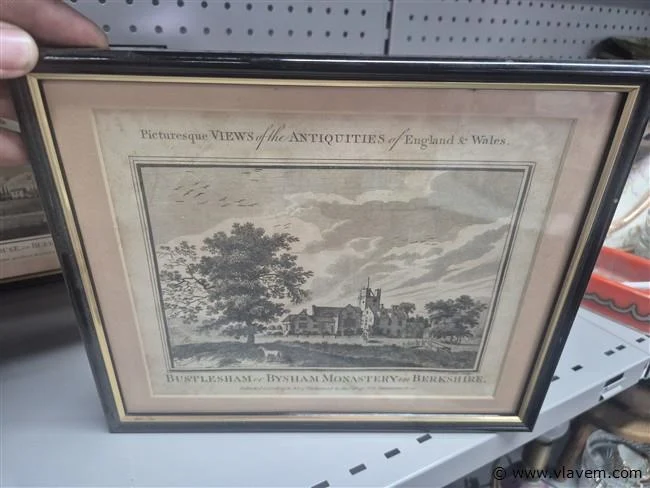 Picturesque VIEWS of the ANTIQUITIES of England & Wales.
BUSTLESHAM or BYSHAM MONASTERY in BERKSHIRE.
www.vlavem.com